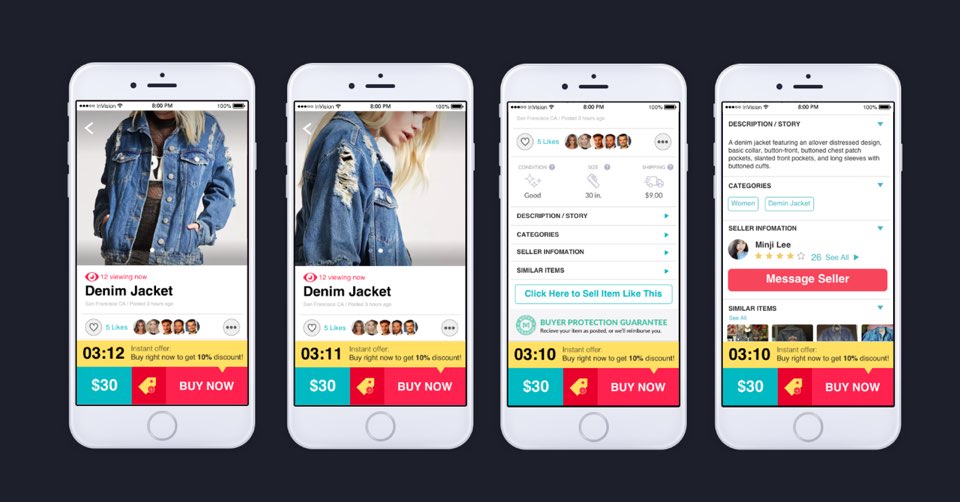 InVision 8:00 PM 100%
12 viewing now
Denim Jacket
San Francisco CA / Posted 3 hours ago
5 Likes
03:12
Instant offer:
Buy right now to get 10% discount!
$30 BUY NOW
InVision 8:00 PM 100%
12 viewing now
Denim Jacket
San Francisco CA / Posted 3 hours ago
5 Likes
03:11
Instant offer:
Buy right now to get 10% discount!
$30 BUY NOW
InVision 8:00 PM 100%
San Francisco CA / Posted 3 hours ago
5 Likes
CONDITION ? SIZE ? SHIPPING ?
Good 30 in. $9.00
DESCRIPTION / STORY
CATEGORIES
SELLER INFOMATION
SIMILAR ITEMS
Click Here to Sell Item Like This
BUYER PROTECTION GUARANTEE
Recieve your item as posted, or we'll reimburse you.
03:10
Instant offer:
Buy right now to get 10% discount!
$30 BUY NOW
InVision 8:00 PM 100%
DESCRIPTION / STORY
A denim jacket featuring an allover distressed design,
basic collar, button-front, buttoned chest patch
pockets, slanted front pockets, and long sleeves with
buttoned cuffs.
CATEGORIES
Women Demin Jacket
SELLER INFOMATION
Minji Lee
26 See All
Message Seller
SIMILAR ITEMS
See All
03:10
Instant offer:
Buy right now to get 10% discount!
$30 BUY NOW